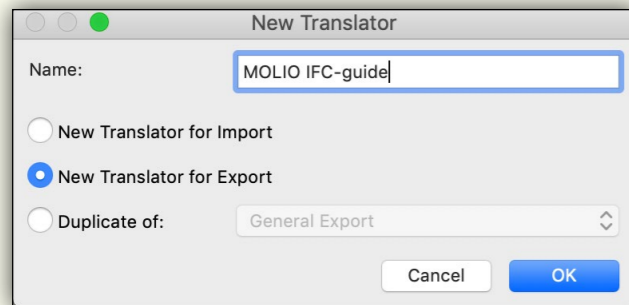 New Translator
Name: MOLIO IFC-guide
New Translator for Import
New Translator for Export
Duplicate of: General Export
Cancel OK